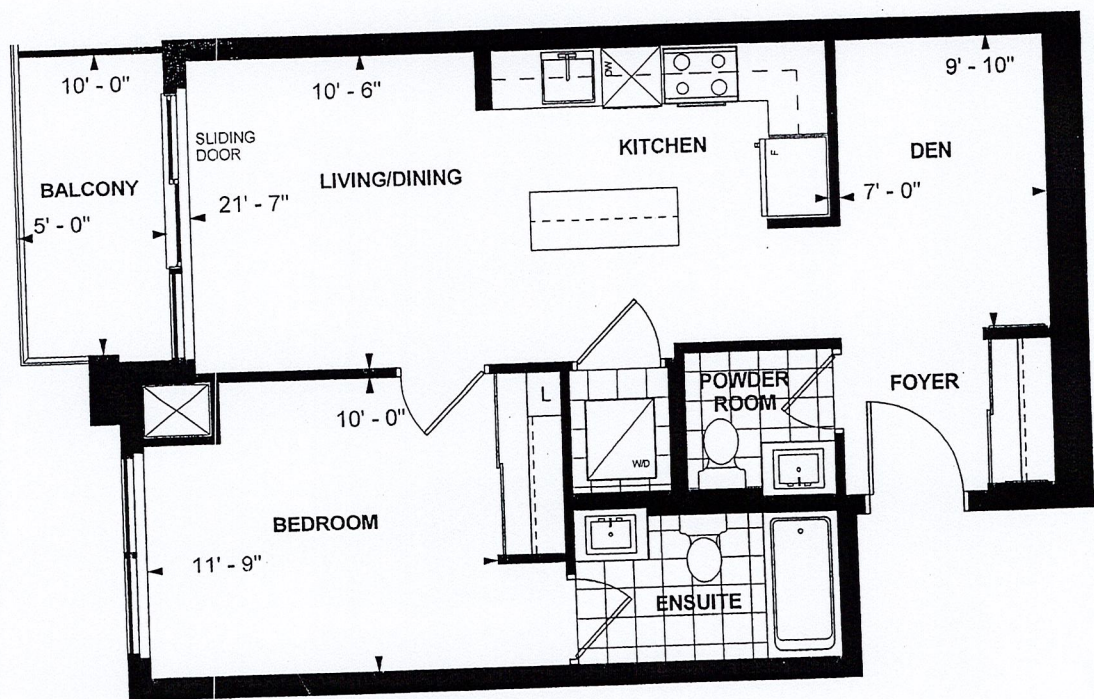 10' - 0"
BALCONY
5' - 0"
SLIDING
DOOR
21' - 7"
10' - 6"
LIVING/DINING
DW
KITCHEN
F
9' - 10"
DEN
7' - 0"
FOYER
POWDER
ROOM
W/D
L
10' - 0"
BEDROOM
11' - 9"
ENSUITE